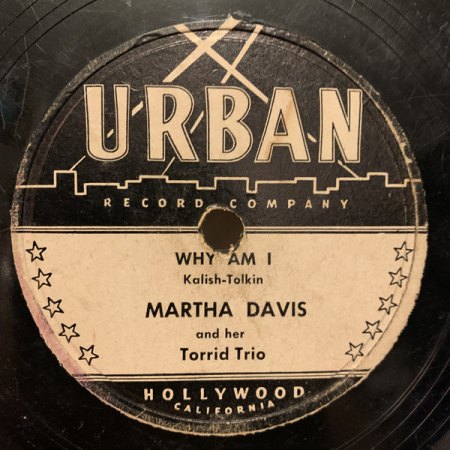 URBAN
RECORD COMPANY
WHY AM I
Kalish-Tolkin
MARTHA DAVIS
and her
Torrid Trio
HOLLYWOOD
CALIFORNIA